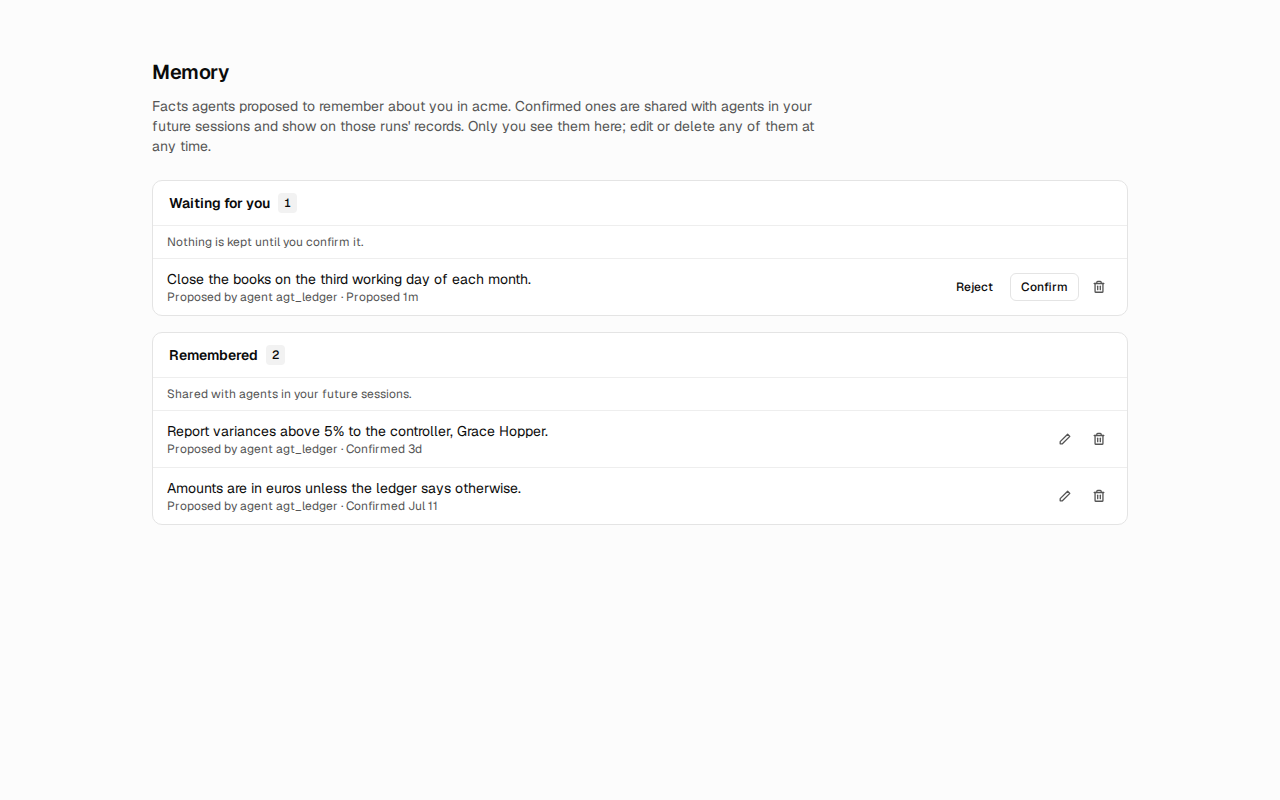 Memory
Facts agents proposed to remember about you in acme. Confirmed ones are shared with agents in your
future sessions and show on those runs' records. Only you see them here; edit or delete any of them at
any time.
Waiting for you 1
Nothing is kept until you confirm it.
Close the books on the third working day of each month.
Proposed by agent agt_ledger · Proposed 1m
Reject Confirm
Remembered 2
Shared with agents in your future sessions.
Report variances above 5% to the controller, Grace Hopper.
Proposed by agent agt_ledger · Confirmed 3d
Amounts are in euros unless the ledger says otherwise.
Proposed by agent agt_ledger · Confirmed Jul 11